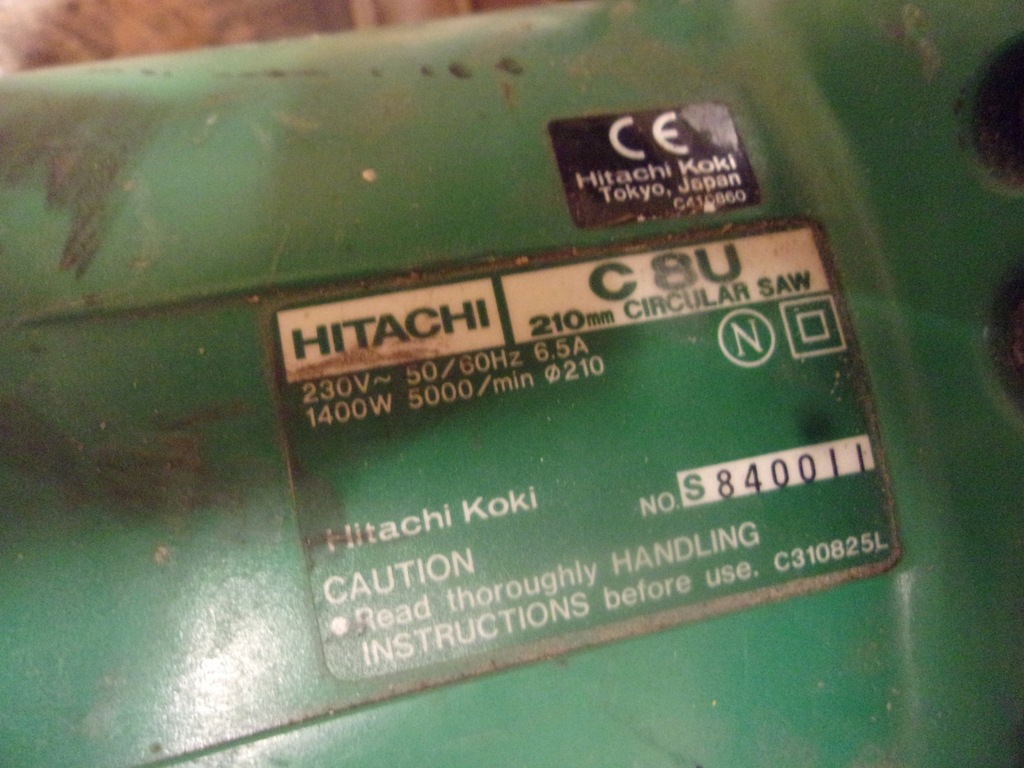 CE
Hitachi Koki
Tokyo, Japan
C410860
HITACHI
C 8U
210mm CIRCULAR SAW
230V~ 50/60Hz 6.5A
1400W 5000/min ø210
N
Hitachi Koki
NO. S 840011
CAUTION
• Read thoroughly HANDLING
INSTRUCTIONS before use. C310825L